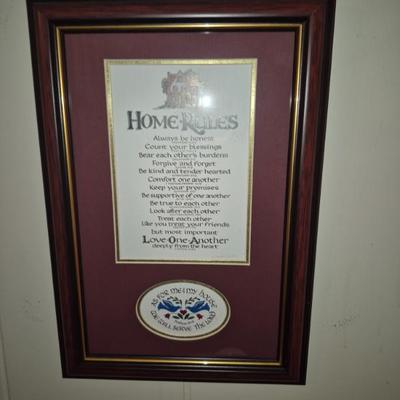 HOME·RULES
Always be honest
Count your blessings
Bear each other's burdens
Forgive and forget
Be kind and tender hearted
Comfort one another
Keep your promises
Be supportive of one another
Be true to each other
Look after each other
Treat each other
Like you treat your friends
but most important
Love·One·Another
deeply from the heart
AS FOR ME & MY HOUSE
WE WILL SERVE THE LORD